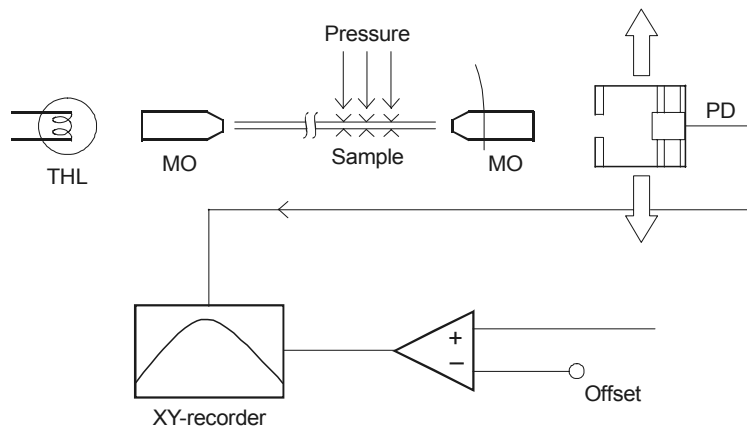 Pressure
PD
THL
MO
Sample
MO
+
−
Offset
XY-recorder